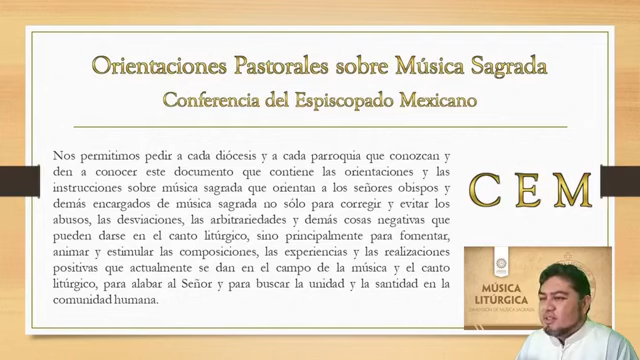 Orientaciones Pastorales sobre Música Sagrada
Conferencia del Espiscopado Mexicano
Nos permitimos pedir a cada diócesis y a cada parroquia que conozcan y
den a conocer este documento que contiene las orientaciones y las
instrucciones sobre música sagrada que orientan a los señores obispos y
demás encargados de música sagrada no sólo para corregir y evitar los
abusos, las desviaciones, las arbitrariedades y demás cosas negativas que
pueden darse en el canto litúrgico, sino principalmente para fomentar,
animar y estimular las composiciones, las experiencias y las realizaciones
positivas que actualmente se dan en el campo de la música y el canto
litúrgico, para alabar al Señor y para buscar la unidad y la santidad en la
comunidad humana.
C E M
MÚSICA
LITÚRGICA
DIMENSIÓN DE MÚSICA SAGRADA